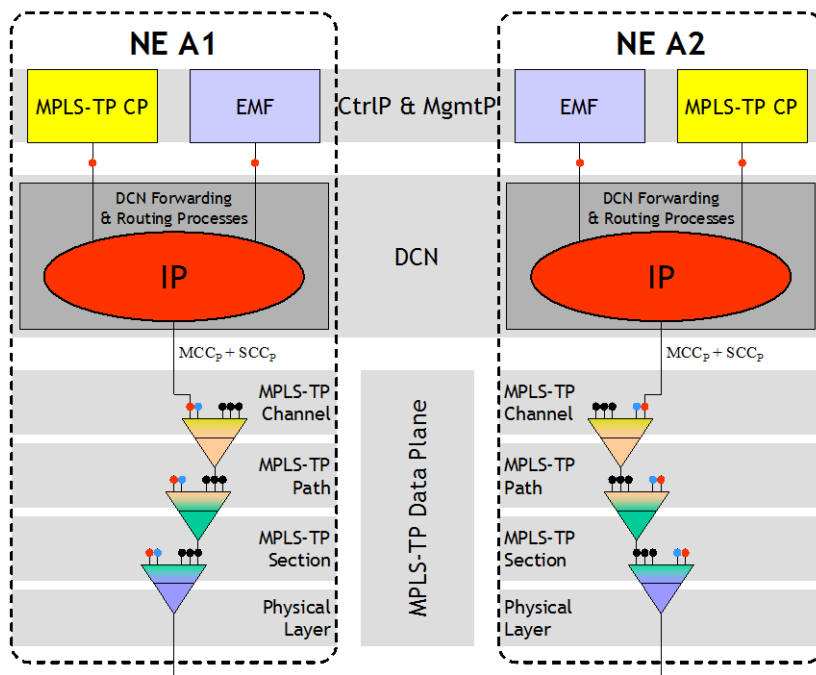 NE A1
NE A2
MPLS-TP CP
EMF
CtrlP & MgmtP
EMF
MPLS-TP CP
DCN Forwarding
& Routing Processes
IP
DCN
DCN Forwarding
& Routing Processes
IP
MCCP + SCCP
MCCP + SCCP
MPLS-TP
Channel
MPLS-TP
Path
MPLS-TP
Section
Physical
Layer
MPLS-TP Data Plane
MPLS-TP
Channel
MPLS-TP
Path
MPLS-TP
Section
Physical
Layer